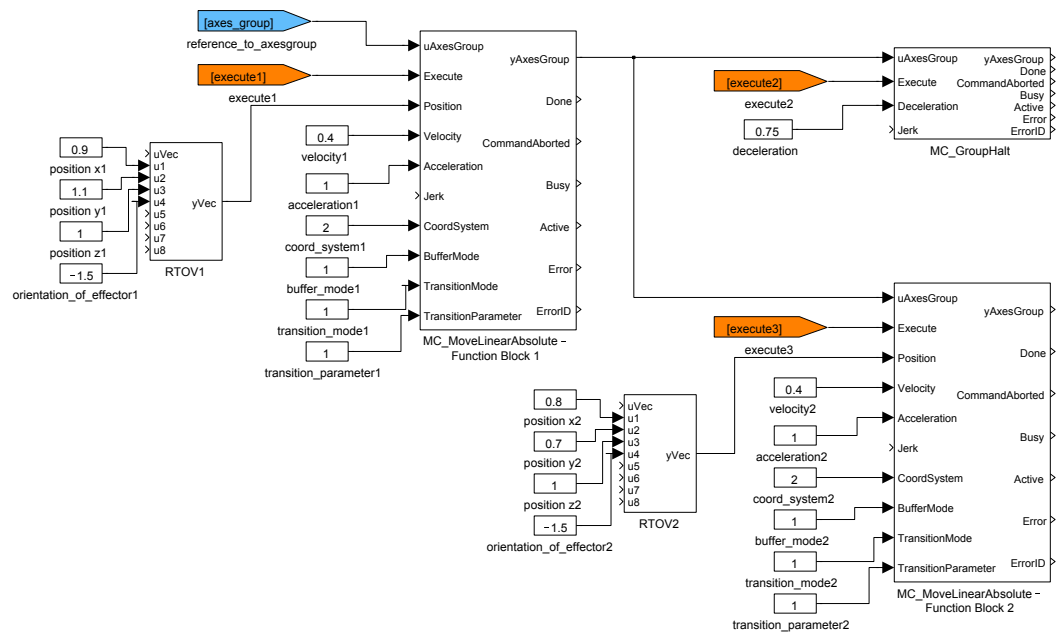 [axes_group]
reference_to_axesgroup
[execute1]
execute1
0.9
position x1
1.1
position y1
1
position z1
−1.5
orientation_of_effector1
uVec
u1
u2
u3
u4
u5
u6
u7
u8
yVec
RTOV1
0.4
velocity1
1
acceleration1
2
coord_system1
1
buffer_mode1
1
transition_mode1
1
transition_parameter1
uAxesGroup
Execute
Position
Velocity
Acceleration
Jerk
CoordSystem
BufferMode
TransitionMode
TransitionParameter
yAxesGroup
Done
CommandAborted
Busy
Active
Error
ErrorID
MC_MoveLinearAbsolute −
Function Block 1
[execute2]
execute2
0.75
deceleration
uAxesGroup
Execute
Deceleration
Jerk
yAxesGroup
Done
CommandAborted
Busy
Active
Error
ErrorID
MC_GroupHalt
[execute3]
execute3
0.8
position x2
0.7
position y2
1
position z2
−1.5
orientation_of_effector2
uVec
u1
u2
u3
u4
u5
u6
u7
u8
yVec
RTOV2
0.4
velocity2
1
acceleration2
2
coord_system2
1
buffer_mode2
1
transition_mode2
1
transition_parameter2
uAxesGroup
Execute
Position
Velocity
Acceleration
Jerk
CoordSystem
BufferMode
TransitionMode
TransitionParameter
yAxesGroup
Done
CommandAborted
Busy
Active
Error
ErrorID
MC_MoveLinearAbsolute −
Function Block 2